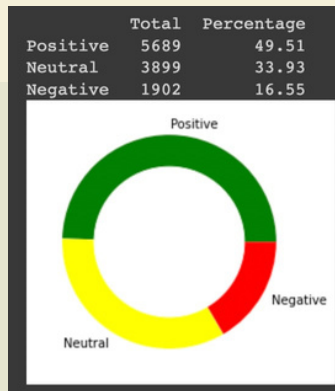 Total Percentage
Positive 5689 49.51
Neutral 3899 33.93
Negative 1902 16.55
Positive
Negative
Neutral